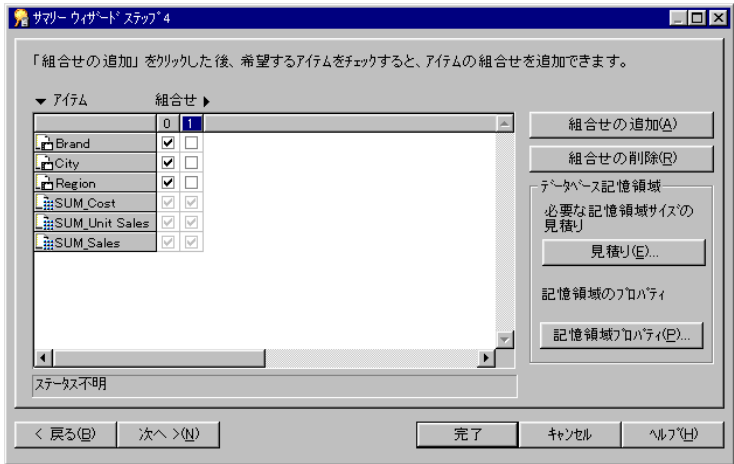 サマリー ウィザード ステップ4
「組合せの追加」をクリックした後、希望するアイテムをチェックすると、アイテムの組合せを追加できます。
アイテム 組合せ
0 1
Brand
City
Region
SUM_Cost
SUM_Unit Sales
SUM_Sales
ステータス不明
組合せの追加(A)
組合せの削除(R)
データベース記憶領域
必要な記憶領域サイズの
見積り
見積り(E)...
記憶領域のプロパティ
記憶領域プロパティ(P)...
< 戻る(B) 次へ >(N) 完了 キャンセル ヘルプ(H)